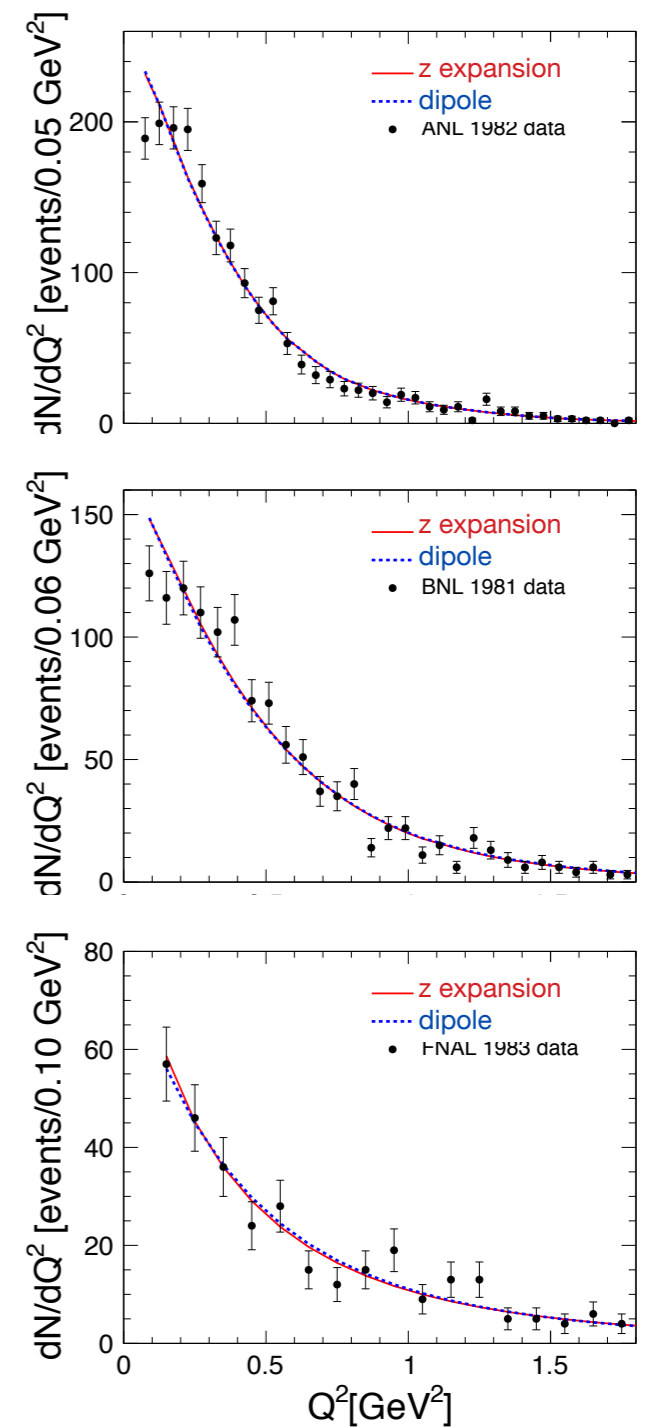 dN/dQ² [events/0.05 GeV²]
200
100
0
z expansion
dipole
ANL 1982 data
dN/dQ² [events/0.06 GeV²]
150
100
50
0
z expansion
dipole
BNL 1981 data
dN/dQ² [events/0.10 GeV²]
80
60
40
20
0
z expansion
dipole
FNAL 1983 data
0
0.5
1
1.5
Q²[GeV²]